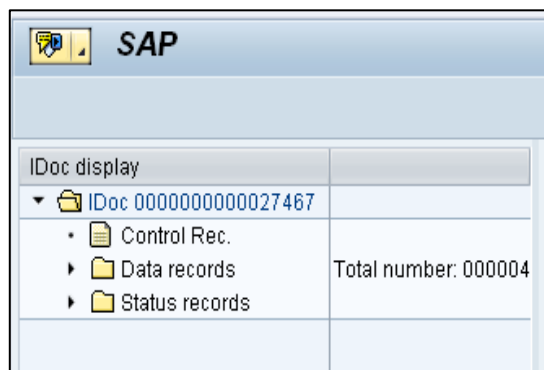 SAP
IDoc display
IDoc 0000000000027467
Control Rec.
Data records Total number: 000004
Status records